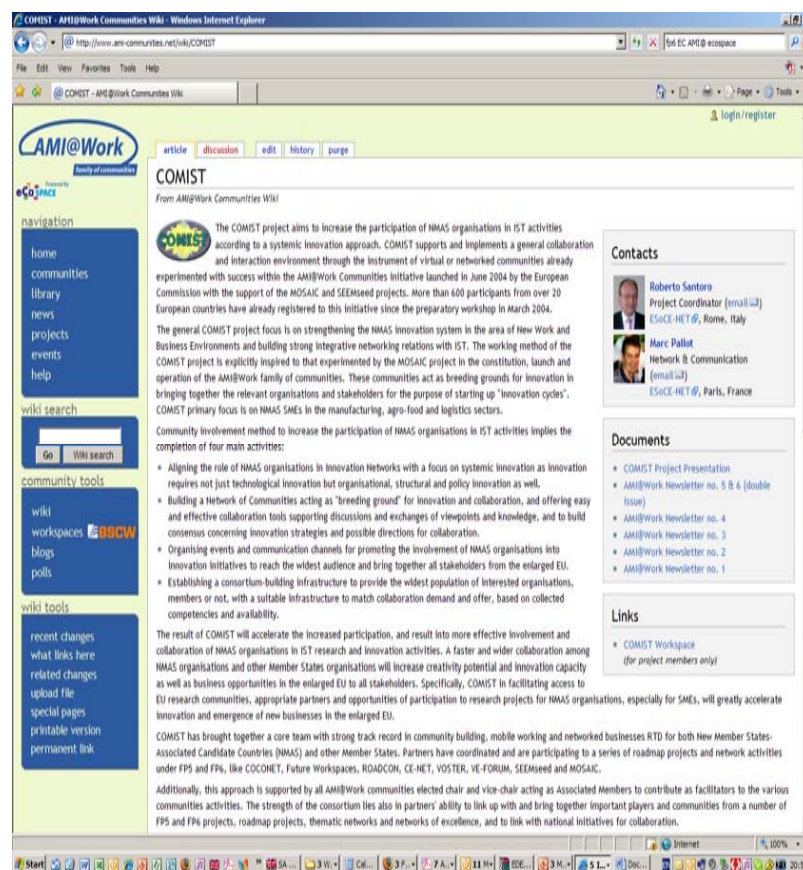 COMIST - AMI@Work Communities Wiki - Windows Internet Explorer
http://www.ami-communities.net/wiki/COMIST
fp6 EC AMI@ ecospace
File Edit View Favorites Tools Help
COMIST - AMI@Work Communities Wiki
Page Tools
login/register
AMI@Work
family of communities
Powered by
ecospace
article discussion edit history purge
COMIST
From AMI@Work Communities Wiki
navigation
home
communities
library
news
projects
events
help
wiki search
Go Wiki search
community tools
wiki
workspaces BSCW
blogs
polls
wiki tools
recent changes
what links here
related changes
upload file
special pages
printable version
permanent link
COMIST
The COMIST project aims to increase the participation of NMAS organisations in IST activities
according to a systemic innovation approach. COMIST supports and implements a general collaboration
and interaction environment through the instrument of virtual or networked communities already
experimented with success within the AMI@Work Communities initiative launched in June 2004 by the European
Commission with the support of the MOSAIC and SEEMseed projects. More than 600 participants from over 20
European countries have already registered to this initiative since the preparatory workshop in March 2004.
The general COMIST project focus is on strengthening the NMAS innovation system in the area of New Work and
Business Environments and building strong integrative networking relations with IST. The working method of the
COMIST project is explicitly inspired to that experimented by the MOSAIC project in the constitution, launch and
operation of the AMI@Work family of communities. These communities act as breeding grounds for innovation in
bringing together the relevant organisations and stakeholders for the purpose of starting up "innovation cycles".
COMIST primary focus is on NMAS SMEs in the manufacturing, agro-food and logistics sectors.
Community involvement method to increase the participation of NMAS organisations in IST activities implies the
completion of four main activities:
Aligning the role of NMAS organisations in Innovation Networks with a focus on systemic innovation as innovation
requires not just technological innovation but organisational, structural and policy innovation as well.
Building a Network of Communities acting as "breeding ground" for innovation and collaboration, and offering easy
and effective collaboration tools supporting discussions and exchanges of viewpoints and knowledge, and to build
consensus concerning innovation strategies and possible directions for collaboration.
Organising events and communication channels for promoting the involvement of NMAS organisations into
Innovation initiatives to reach the widest audience and bring together all stakeholders from the enlarged EU.
Establishing a consortium-building infrastructure to provide the widest population of interested organisations,
members or not, with a suitable infrastructure to match collaboration demand and offer, based on collected
competencies and availability.
The result of COMIST will accelerate the increased participation, and result into more effective involvement and
collaboration of NMAS organisations in IST research and innovation activities. A faster and wider collaboration among
NMAS organisations and other Member States organisations will increase creativity potential and innovation capacity
as well as business opportunities in the enlarged EU to all stakeholders. Specifically, COMIST in facilitating access to
EU research communities, appropriate partners and opportunities of participation to research projects for NMAS organisations, especially for SMEs, will greatly accelerate
innovation and emergence of new businesses in the enlarged EU.
COMIST has brought together a core team with strong track record in community building, mobile working and networked businesses RTD for both New Member States-
Associated Candidate Countries (NMAS) and other Member States. Partners have coordinated and are participating to a series of roadmap projects and network activities
under FP5 and FP6, like COCONET, Future Workspaces, ROADCON, CE-NET, VOSTER, VE-FORUM, SEEMseed and MOSAIC.
Additionally, this approach is supported by all AMI@Work communities elected chair and vice-chair acting as Associated Members to contribute as facilitators to the various
communities activities. The strength of the consortium lies also in partners' ability to link up with and bring together important players and communities from a number of
FP5 and FP6 projects, roadmap projects, thematic networks and networks of excellence, and to link with national initiatives
for collaboration.
Contacts
Roberto Santoro
Project Coordinator (email)
ESoCE-NET, Rome, Italy
Marc Pallot
Network & Communication
(email)
ESoCE-NET, Paris, France
Documents
COMIST Project Presentation
AMI@Work Newsletter no. 5 & 6 (double
issue)
AMI@Work Newsletter no. 4
AMI@Work Newsletter no. 3
AMI@Work Newsletter no. 2
AMI@Work Newsletter no. 1
Links
COMIST Workspace
(for project members only)
Internet 100%
Start